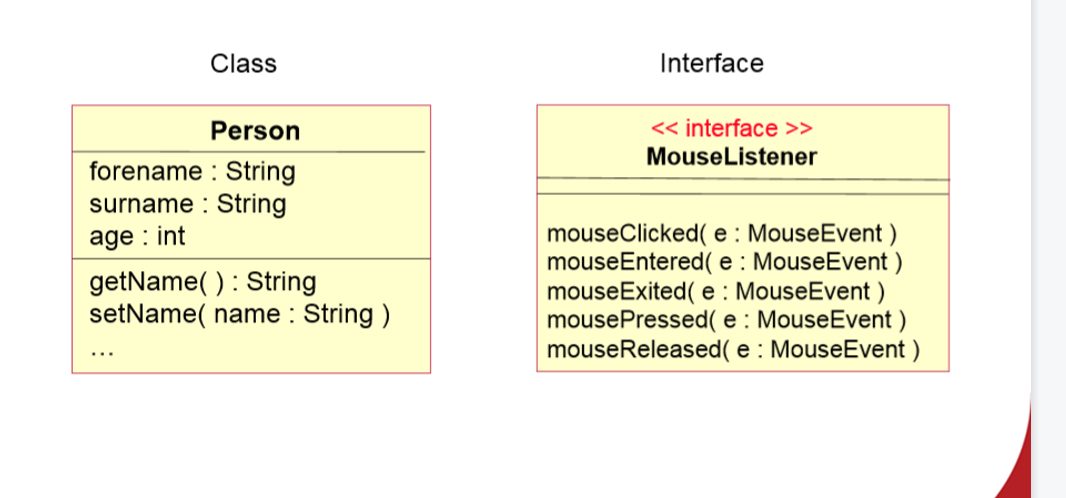 Class
Person
forename : String
surname : String
age : int
getName( ) : String
setName( name : String )
...
Interface
<< interface >>
MouseListener
mouseClicked( e : MouseEvent )
mouseEntered( e : MouseEvent )
mouseExited( e : MouseEvent )
mousePressed( e : MouseEvent )
mouseReleased( e : MouseEvent )